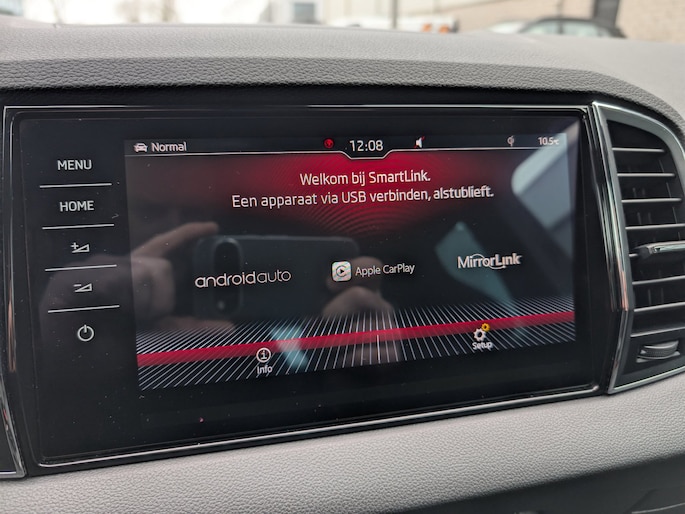 Normal
12:08
10.5°C
MENU
HOME
Welkom bij SmartLink.
Een apparaat via USB verbinden, alstublieft.
androidauto
Apple CarPlay
MirrorLink
Info
Setup